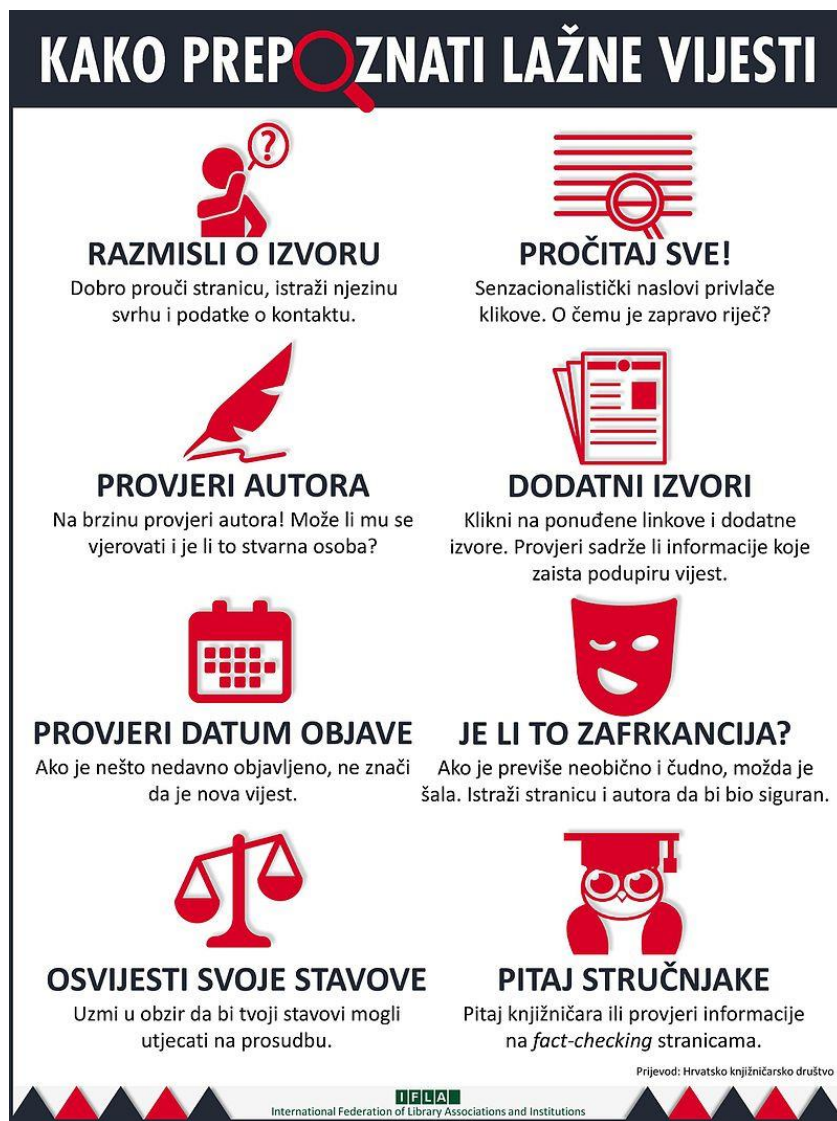 KAKO PREPOZNATI LAŽNE VIJESTI
RAZMISLI O IZVORU
Dobro prouči stranicu, istraži njezinu
svrhu i podatke o kontaktu.
PROČITAJ SVE!
Senzacionalistički naslovi privlače
klikove. O čemu je zapravo riječ?
PROVJERI AUTORA
Na brzinu provjeri autora! Može li mu se
vjerovati i je li to stvarna osoba?
DODATNI IZVORI
Klikni na ponuđene linkove i dodatne
izvore. Provjeri sadrže li informacije koje
zaista podupiru vijest.
PROVJERI DATUM OBJAVE
Ako je nešto nedavno objavljeno, ne znači
da je nova vijest.
JE LI TO ZAFRKANCIJA?
Ako je previše neobično i čudno, možda je
šala. Istraži stranicu i autora da bi bio siguran.
OSVIJESTI SVOJE STAVOVE
Uzmi u obzir da bi tvoji stavovi mogli
utjecati na prosudbu.
PITAJ STRUČNJAKE
Pitaj knjižničara ili provjeri informacije
na fact-checking stranicama.
Prijevod: Hrvatsko knjižničarsko društvo
IFLA
International Federation of Library Associations and Institutions